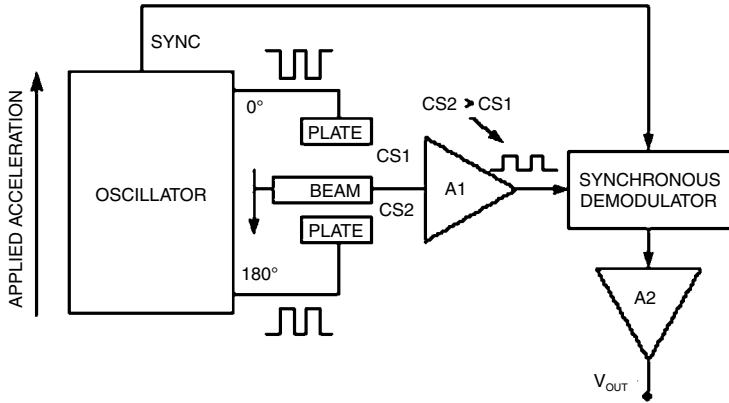 SYNC
0°
PLATE
CS2 > CS1
CS1
APPLIED ACCELERATION
OSCILLATOR
BEAM
A1
SYNCHRONOUS
DEMODULATOR
CS2
PLATE
180°
A2
VOUT